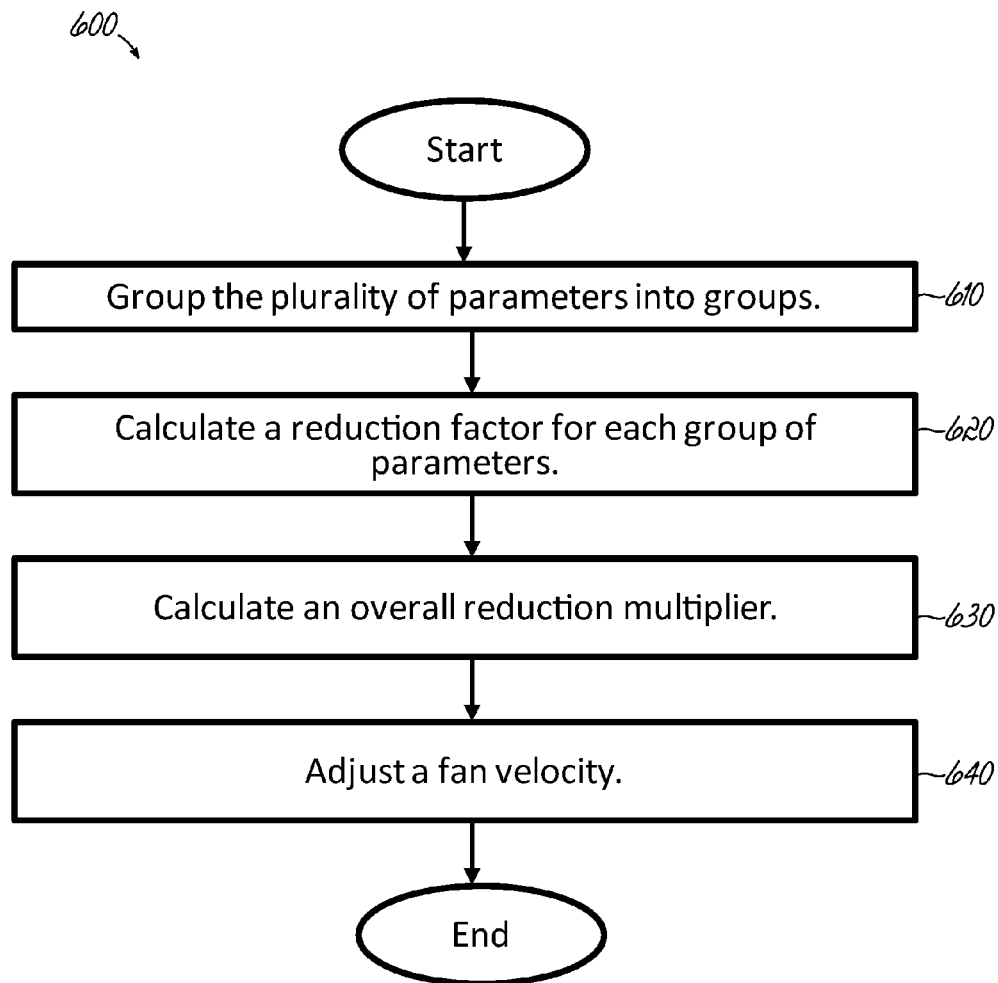 600
Start
Group the plurality of parameters into groups.
610
Calculate a reduction factor for each group of
parameters.
620
Calculate an overall reduction multiplier.
630
Adjust a fan velocity.
640
End